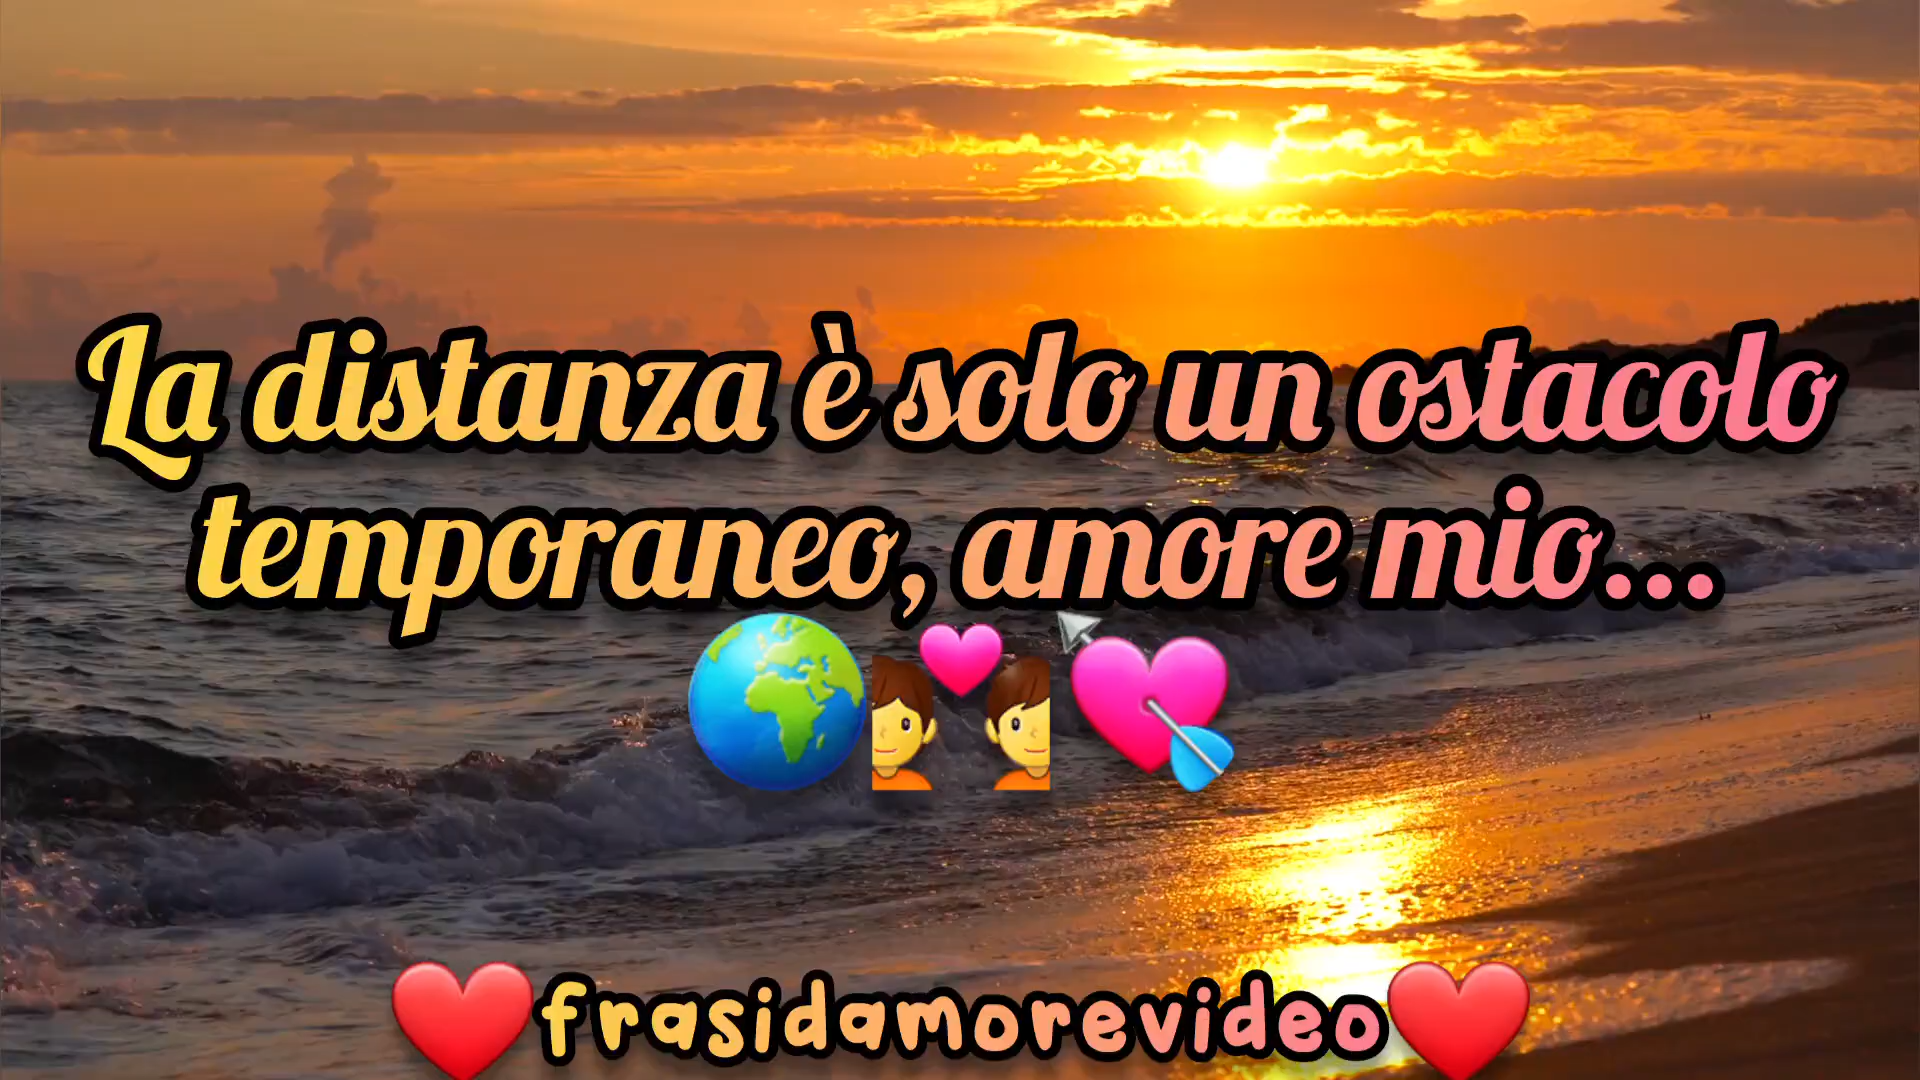 La distanza è solo un ostacolo
temporaneo, amore mio...
frasidamorevideo